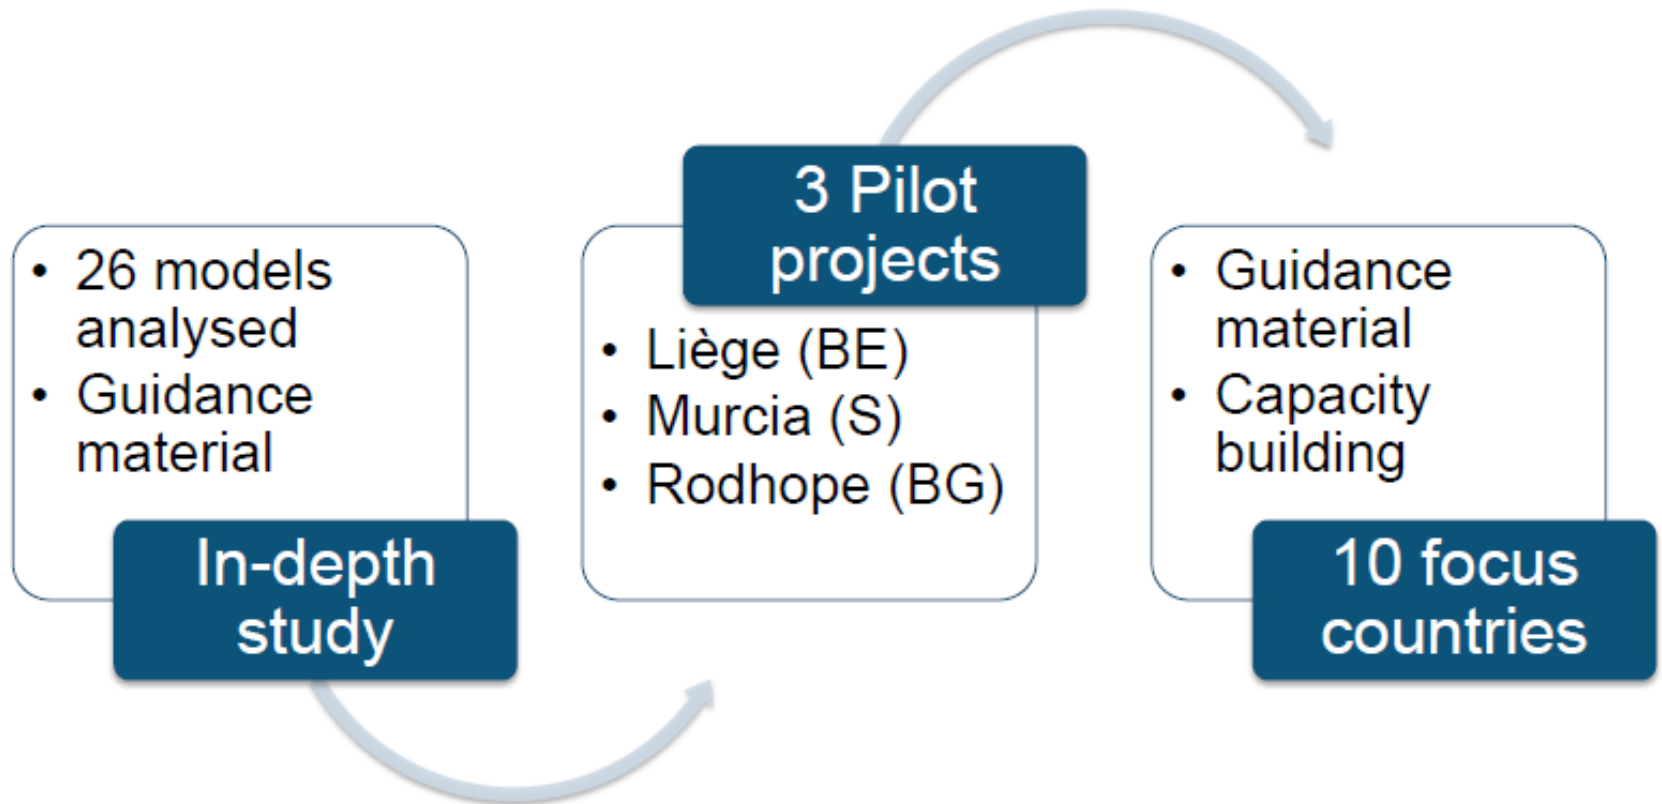 • 26 models
analysed
• Guidance
material
In-depth
study
3 Pilot
projects
• Liège (BE)
• Murcia (S)
• Rodhope (BG)
• Guidance
material
• Capacity
building
10 focus
countries